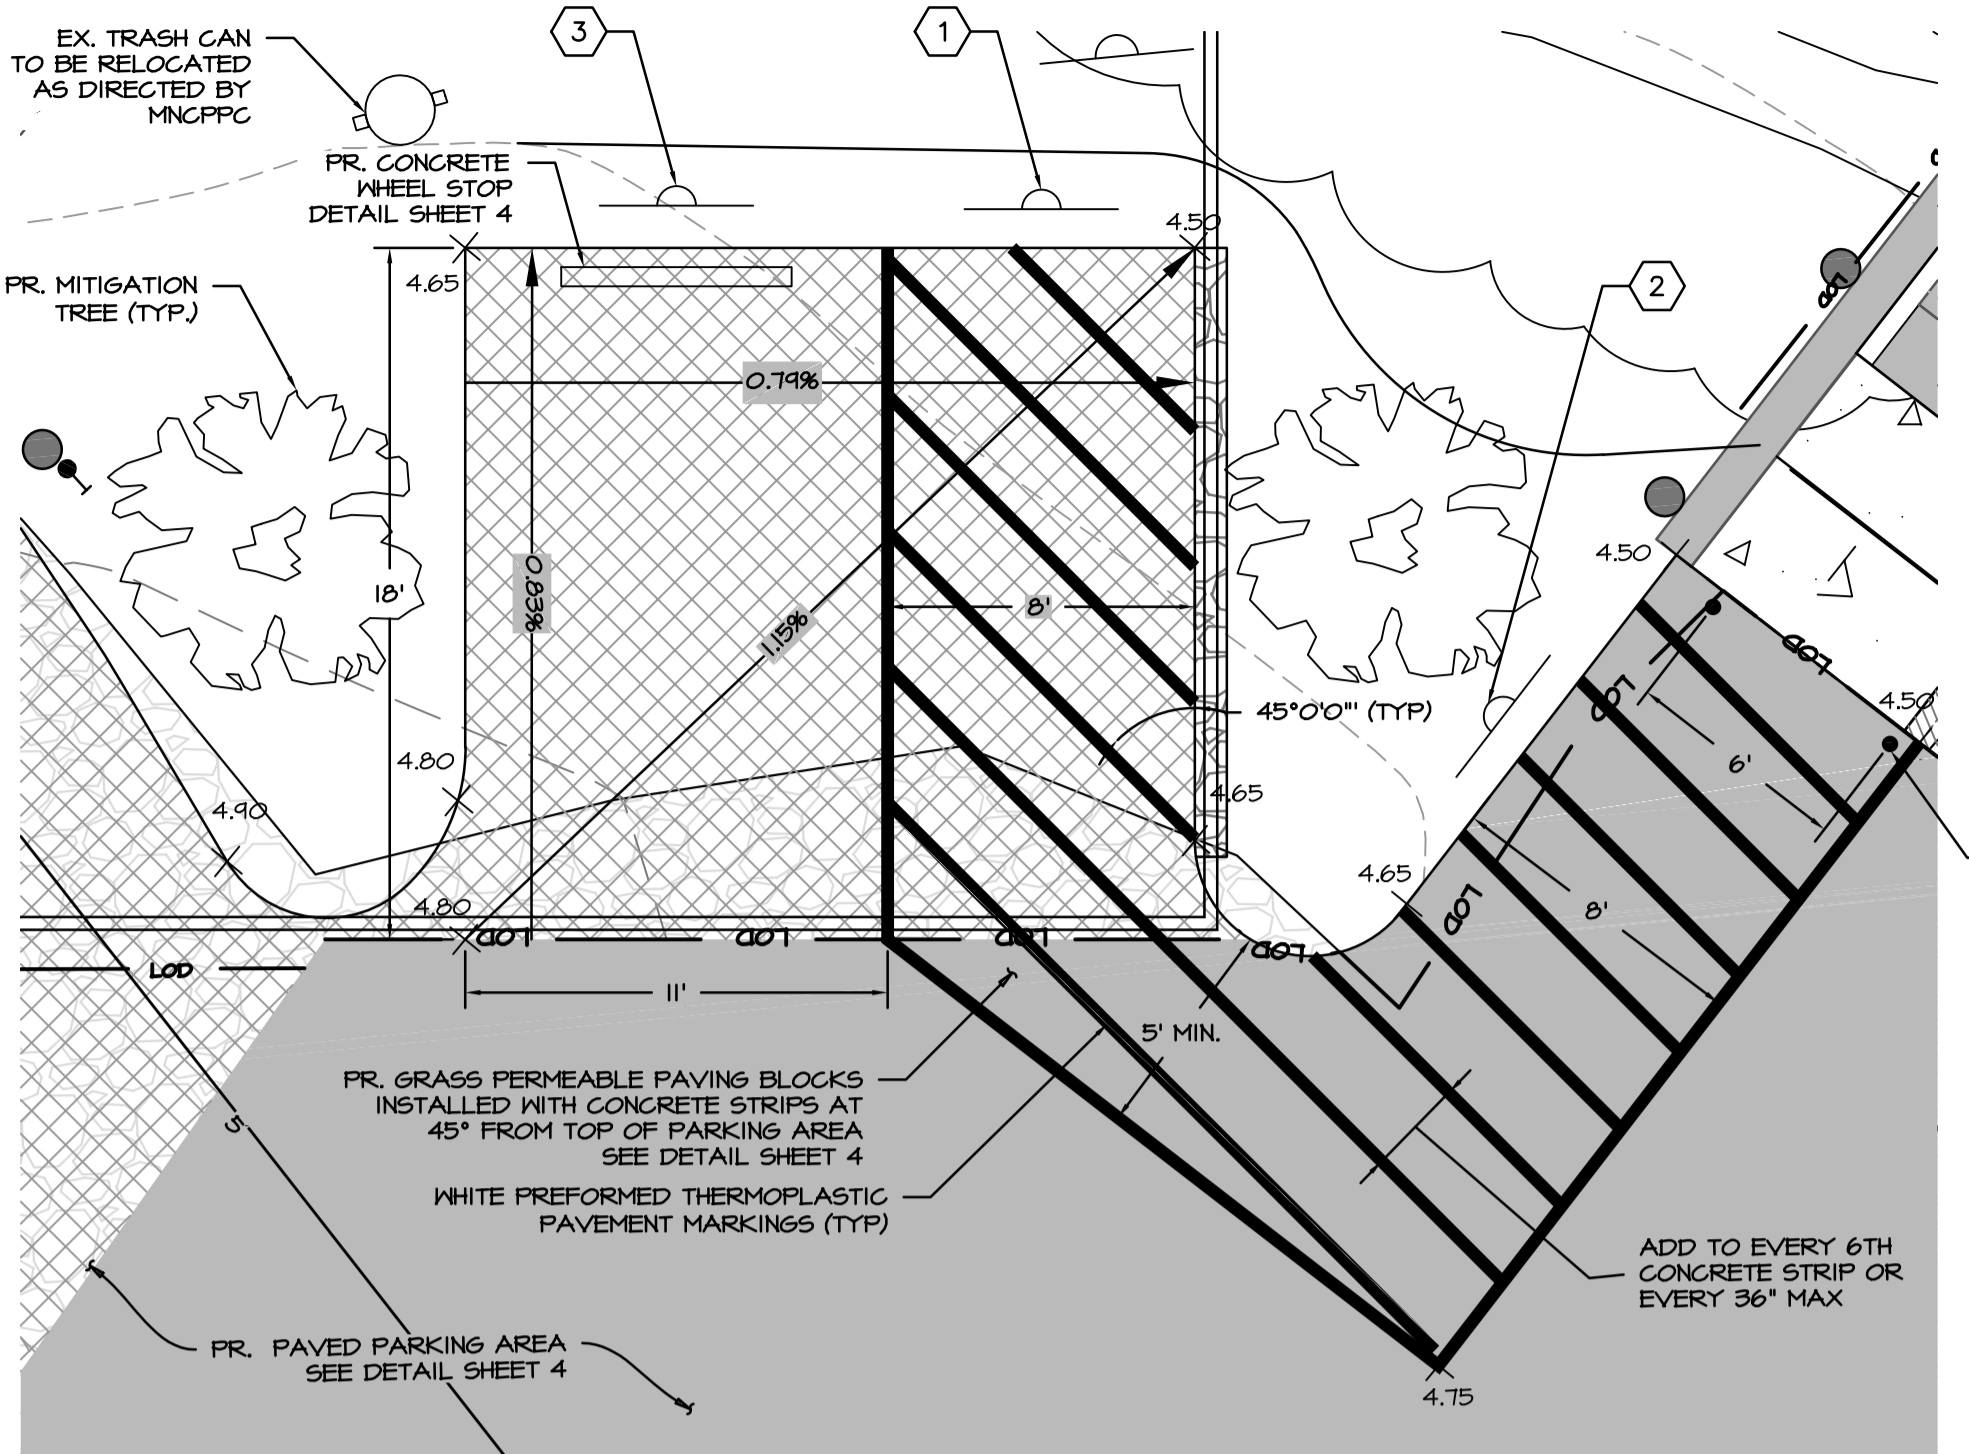 EX. TRASH CAN
TO BE RELOCATED
AS DIRECTED BY
MNCPPC
3
1
PR. CONCRETE
WHEEL STOP
DETAIL SHEET 4
4.50
4.65
PR. MITIGATION
TREE (TYP.)
2
LOD
0.79%
18'
0.83%
1.15%
8'
4.50
LOD
LOD
4.50
45°0'0"' (TYP)
6'
4.80
4.65
4.90
4.65
8'
4.80
LOD
LOD
LOD
LOD
LOD
LOD
11'
5' MIN.
PR. GRASS PERMEABLE PAVING BLOCKS
INSTALLED WITH CONCRETE STRIPS AT
45° FROM TOP OF PARKING AREA
SEE DETAIL SHEET 4
5'
WHITE PREFORMED THERMOPLASTIC
PAVEMENT MARKINGS (TYP)
ADD TO EVERY 6TH
CONCRETE STRIP OR
EVERY 36" MAX
PR. PAVED PARKING AREA
SEE DETAIL SHEET 4
4.75